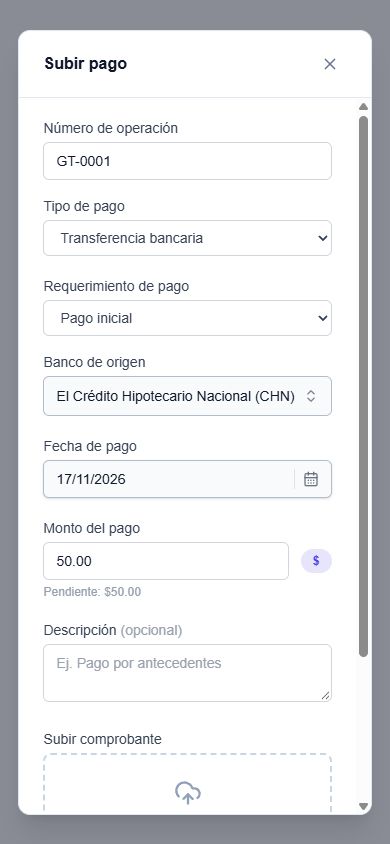 Subir pago
Número de operación
GT-0001
Tipo de pago
Transferencia bancaria
Requerimiento de pago
Pago inicial
Banco de origen
El Crédito Hipotecario Nacional (CHN)
Fecha de pago
17/11/2026
Monto del pago
50.00
$
Pendiente: $50.00
Descripción (opcional)
Ej. Pago por antecedentes
Subir comprobante